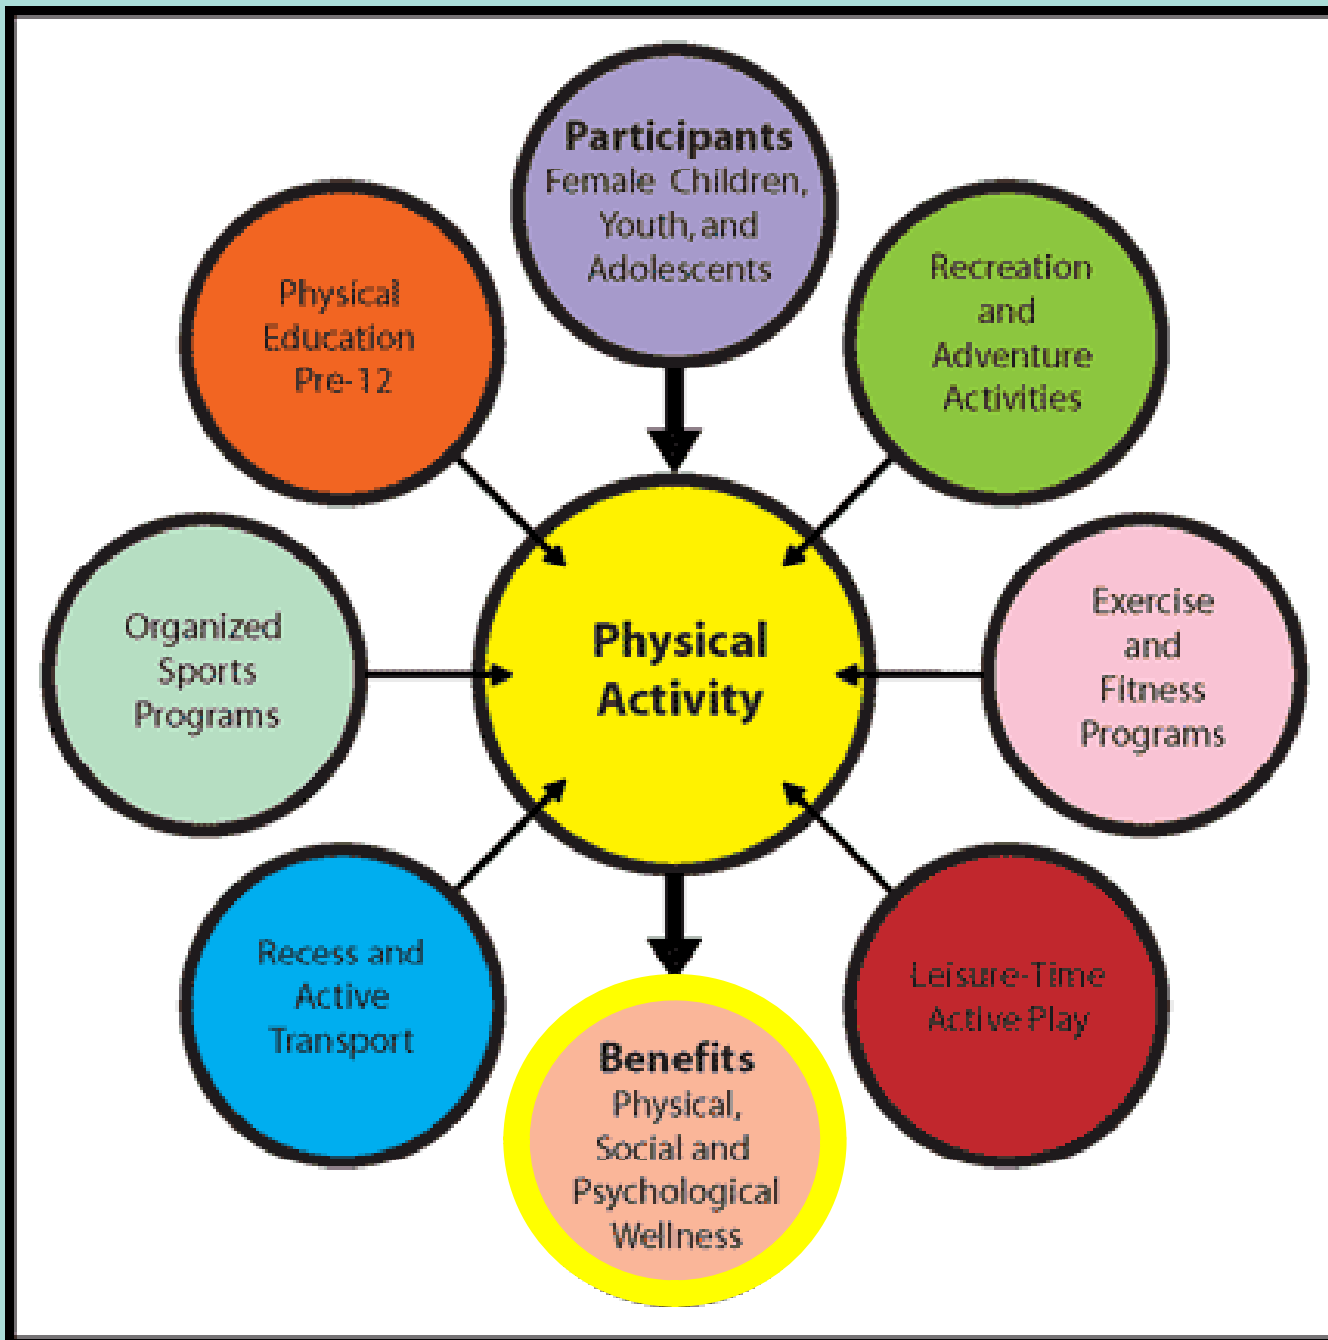 Participants
Female Children,
Youth, and
Adolescents
Physical
Education
Pre-12
Recreation
and
Adventure
Activities
Organized
Sports
Programs
Physical
Activity
Exercise
and
Fitness
Programs
Recess and
Active
Transport
Leisure-Time
Active Play
Benefits
Physical,
Social and
Psychological
Wellness